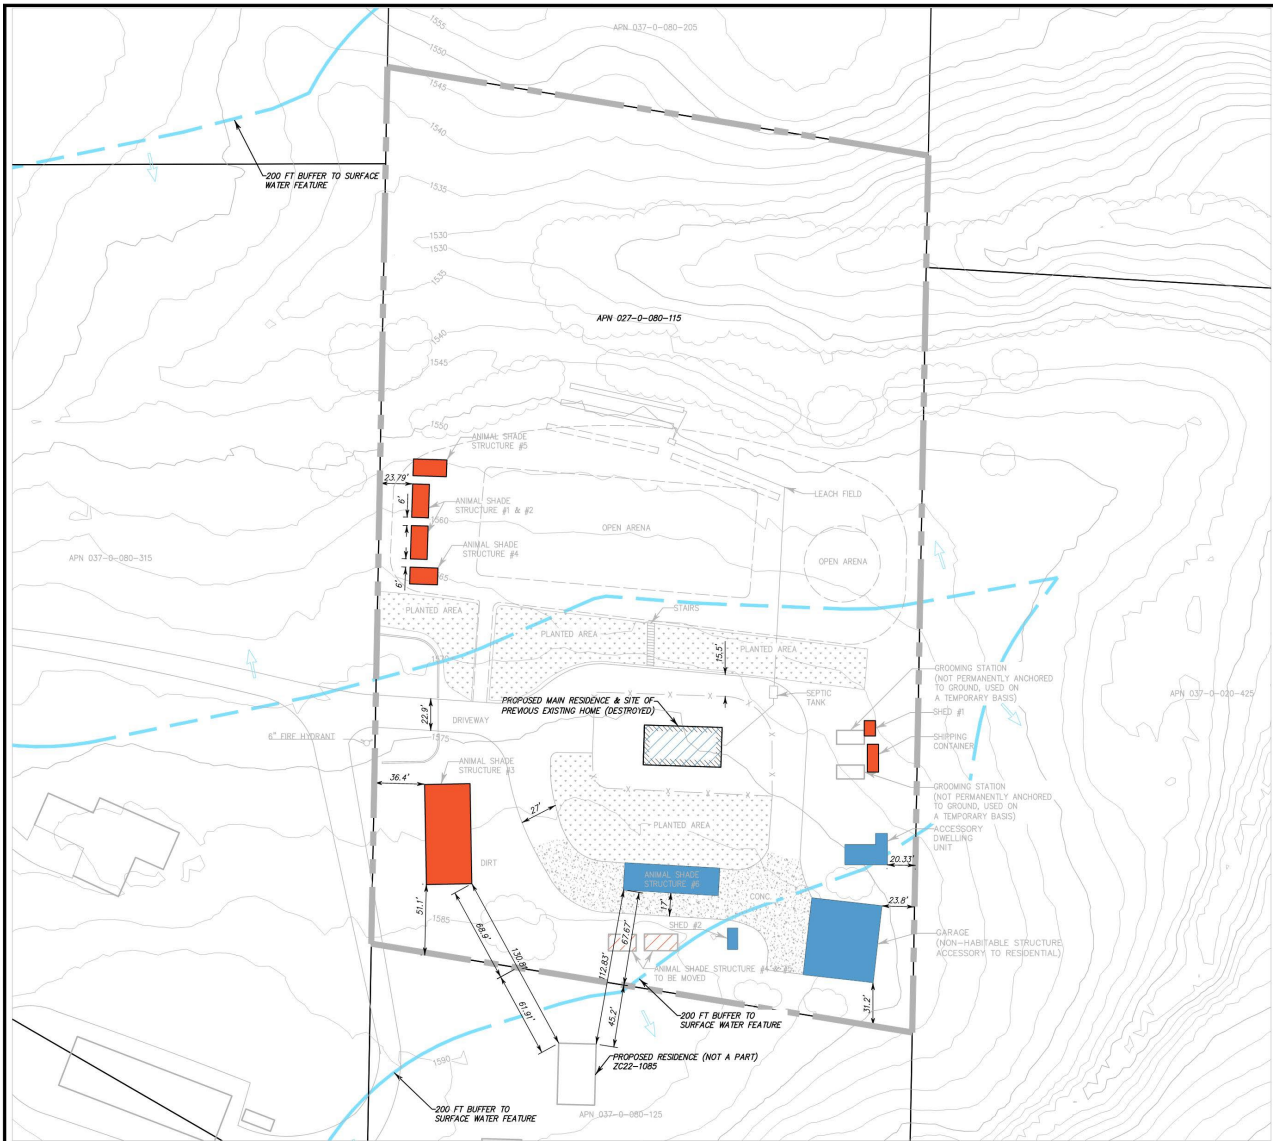 1555
APN 037-0-080-205
1550
1545
1540
200 FT BUFFER TO SURFACE
WATER FEATURE
1535
1530
1530
1535
APN 027-0-080-115
1540
1545
1550
ANIMAL SHADE
STRUCTURE #5
23.79'
6'
ANIMAL SHADE
STRUCTURE #1 & #2
1560
LEACH FIELD
OPEN ARENA
APN 037-0-080-315
ANIMAL SHADE
STRUCTURE #4
OPEN ARENA
6'
65
PLANTED AREA
STAIRS
PLANTED AREA
PLANTED AREA
15.5'
GROOMING STATION
(NOT PERMANENTLY ANCHORED
TO GROUND, USED ON
A TEMPORARY BASIS)
APN 037-0-020-425
SEPTIC
TANK
PROPOSED MAIN RESIDENCE & SITE OF
PREVIOUS EXISTING HOME (DESTROYED)
SHED #1
22.9'
DRIVEWAY
6" FIRE HYDRANT
1575
SHIPPING
CONTAINER
ANIMAL SHADE
STRUCTURE #3
36.4'
GROOMING STATION
(NOT PERMANENTLY ANCHORED
TO GROUND, USED ON
A TEMPORARY BASIS)
27'
PLANTED AREA
ACCESSORY
DWELLING
UNIT
DIRT
20.33'
ANIMAL SHADE
STRUCTURE #6
CONC.
51.1'
17'
23.8'
1585
68.9'
67.67'
SHED #2
GARAGE
(NON-HABITABLE STRUCTURE
ACCESSORY TO RESIDENTIAL)
130.81'
112.83'
ANIMAL SHADE STRUCTURE #4 & #5
TO BE MOVED
61.91'
45.2'
31.2'
200 FT BUFFER TO
SURFACE WATER FEATURE
1590
PROPOSED RESIDENCE (NOT A PART)
ZC22-1085
200 FT BUFFER TO
SURFACE WATER FEATURE
APN 037-0-080-125